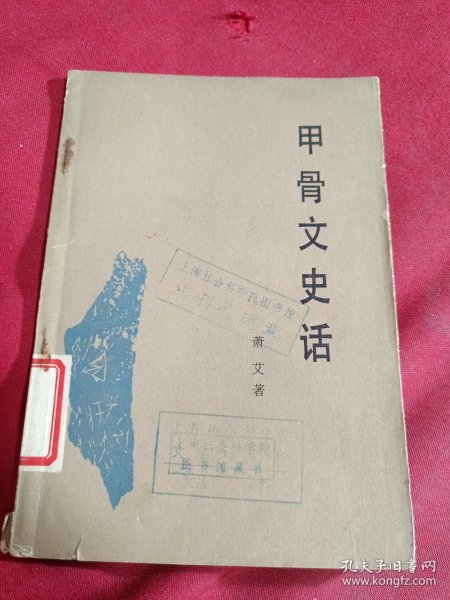 甲骨文史话
萧艾著
上海社会科学院图书馆
图书馆藏书
孔夫子旧书网
www.kongfz.com